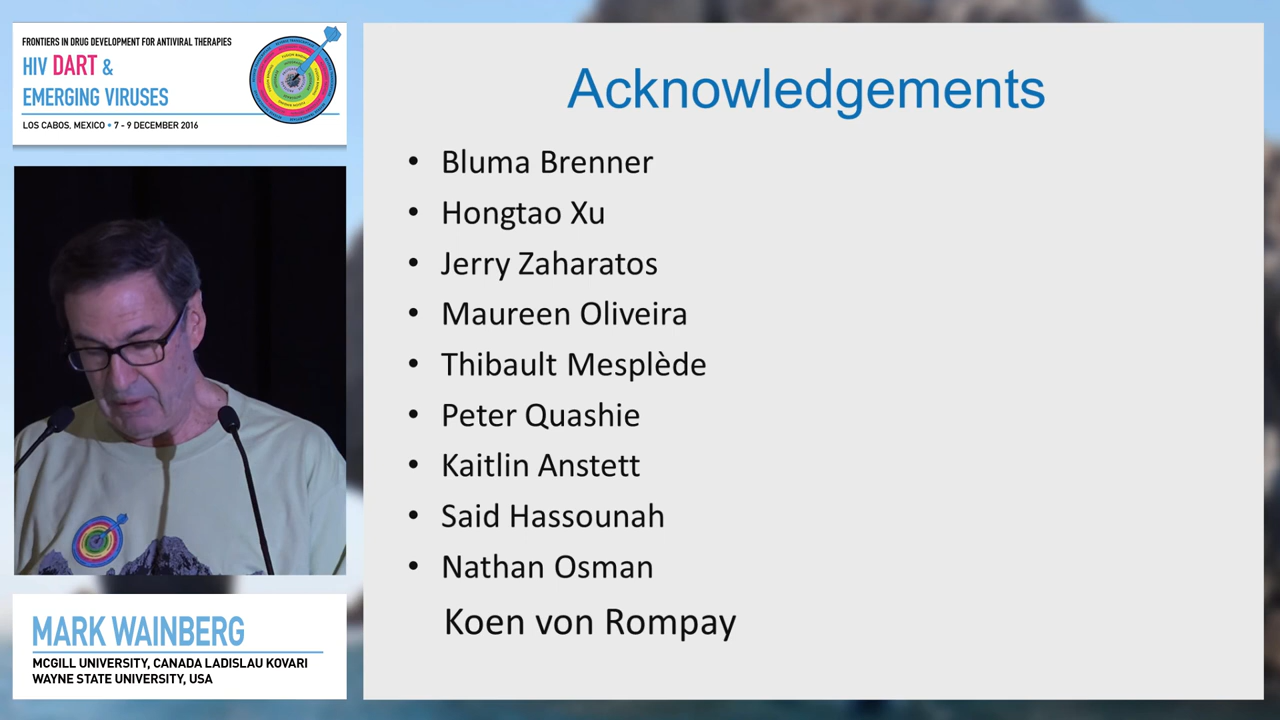 FRONTIERS IN DRUG DEVELOPMENT FOR ANTIVIRAL THERAPIES
HIV DART &
EMERGING VIRUSES
LOS CABOS, MEXICO • 7 - 9 DECEMBER 2016
MARK WAINBERG
MCGILL UNIVERSITY, CANADA LADISLAU KOVARI
WAYNE STATE UNIVERSITY, USA
Acknowledgements
• Bluma Brenner
• Hongtao Xu
• Jerry Zaharatos
• Maureen Oliveira
• Thibault Mesplède
• Peter Quashie
• Kaitlin Anstett
• Said Hassounah
• Nathan Osman
Koen von Rompay